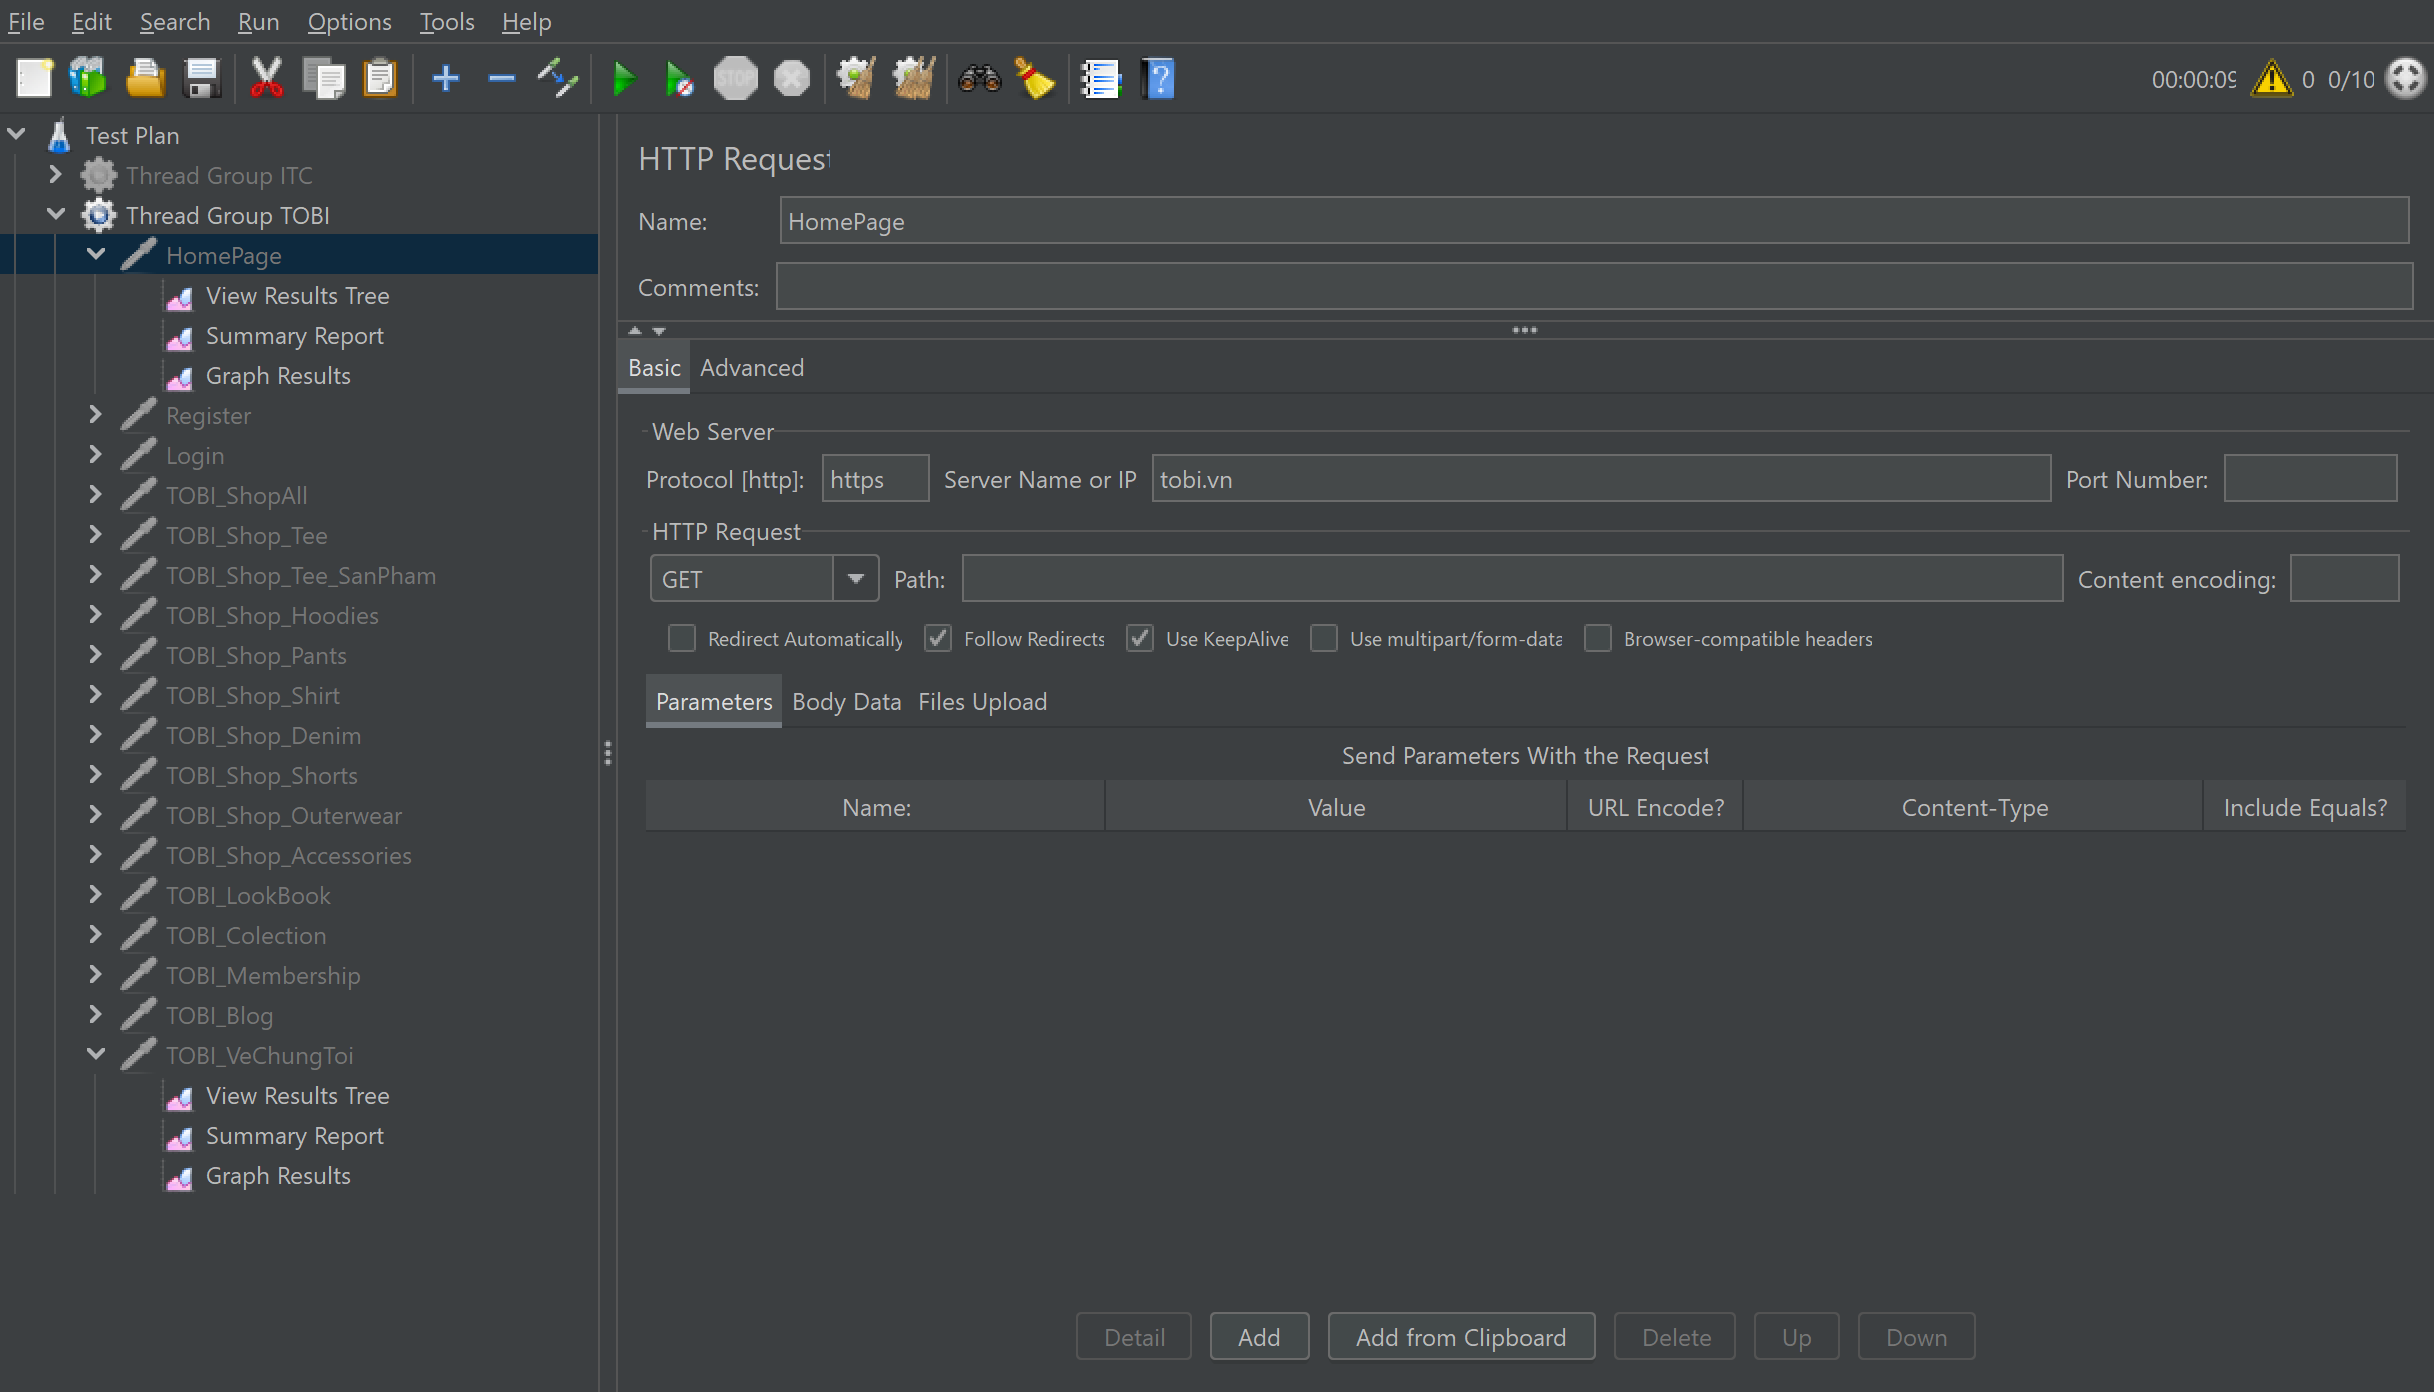 File Edit Search Run Options Tools Help
STOP
00:00:09 0 0/10
Test Plan
Thread Group ITC
Thread Group TOBI
HomePage
View Results Tree
Summary Report
Graph Results
Register
Login
TOBI_ShopAll
TOBI_Shop_Tee
TOBI_Shop_Tee_SanPham
TOBI_Shop_Hoodies
TOBI_Shop_Pants
TOBI_Shop_Shirt
TOBI_Shop_Denim
TOBI_Shop_Shorts
TOBI_Shop_Outerwear
TOBI_Shop_Accessories
TOBI_LookBook
TOBI_Colection
TOBI_Membership
TOBI_Blog
TOBI_VeChungToi
View Results Tree
Summary Report
Graph Results
HTTP Request
Name: HomePage
Comments:
Basic Advanced
Web Server
Protocol [http]: https Server Name or IP tobi.vn Port Number:
HTTP Request
GET Path: Content encoding:
Redirect Automatically Follow Redirects Use KeepAlive Use multipart/form-data Browser-compatible headers
Parameters Body Data Files Upload
Send Parameters With the Request
Name: Value URL Encode? Content-Type Include Equals?
Detail Add Add from Clipboard Delete Up Down